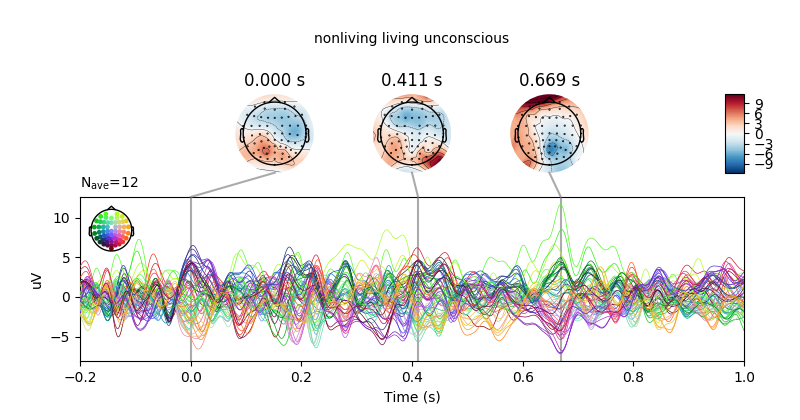 nonliving living unconscious
0.000 s 0.411 s 0.669 s
9
6
3
0
−3
−6
−9
Nave=12
10
5
0
−5
uV
−0.2 0.0 0.2 0.4 0.6 0.8 1.0
Time (s)